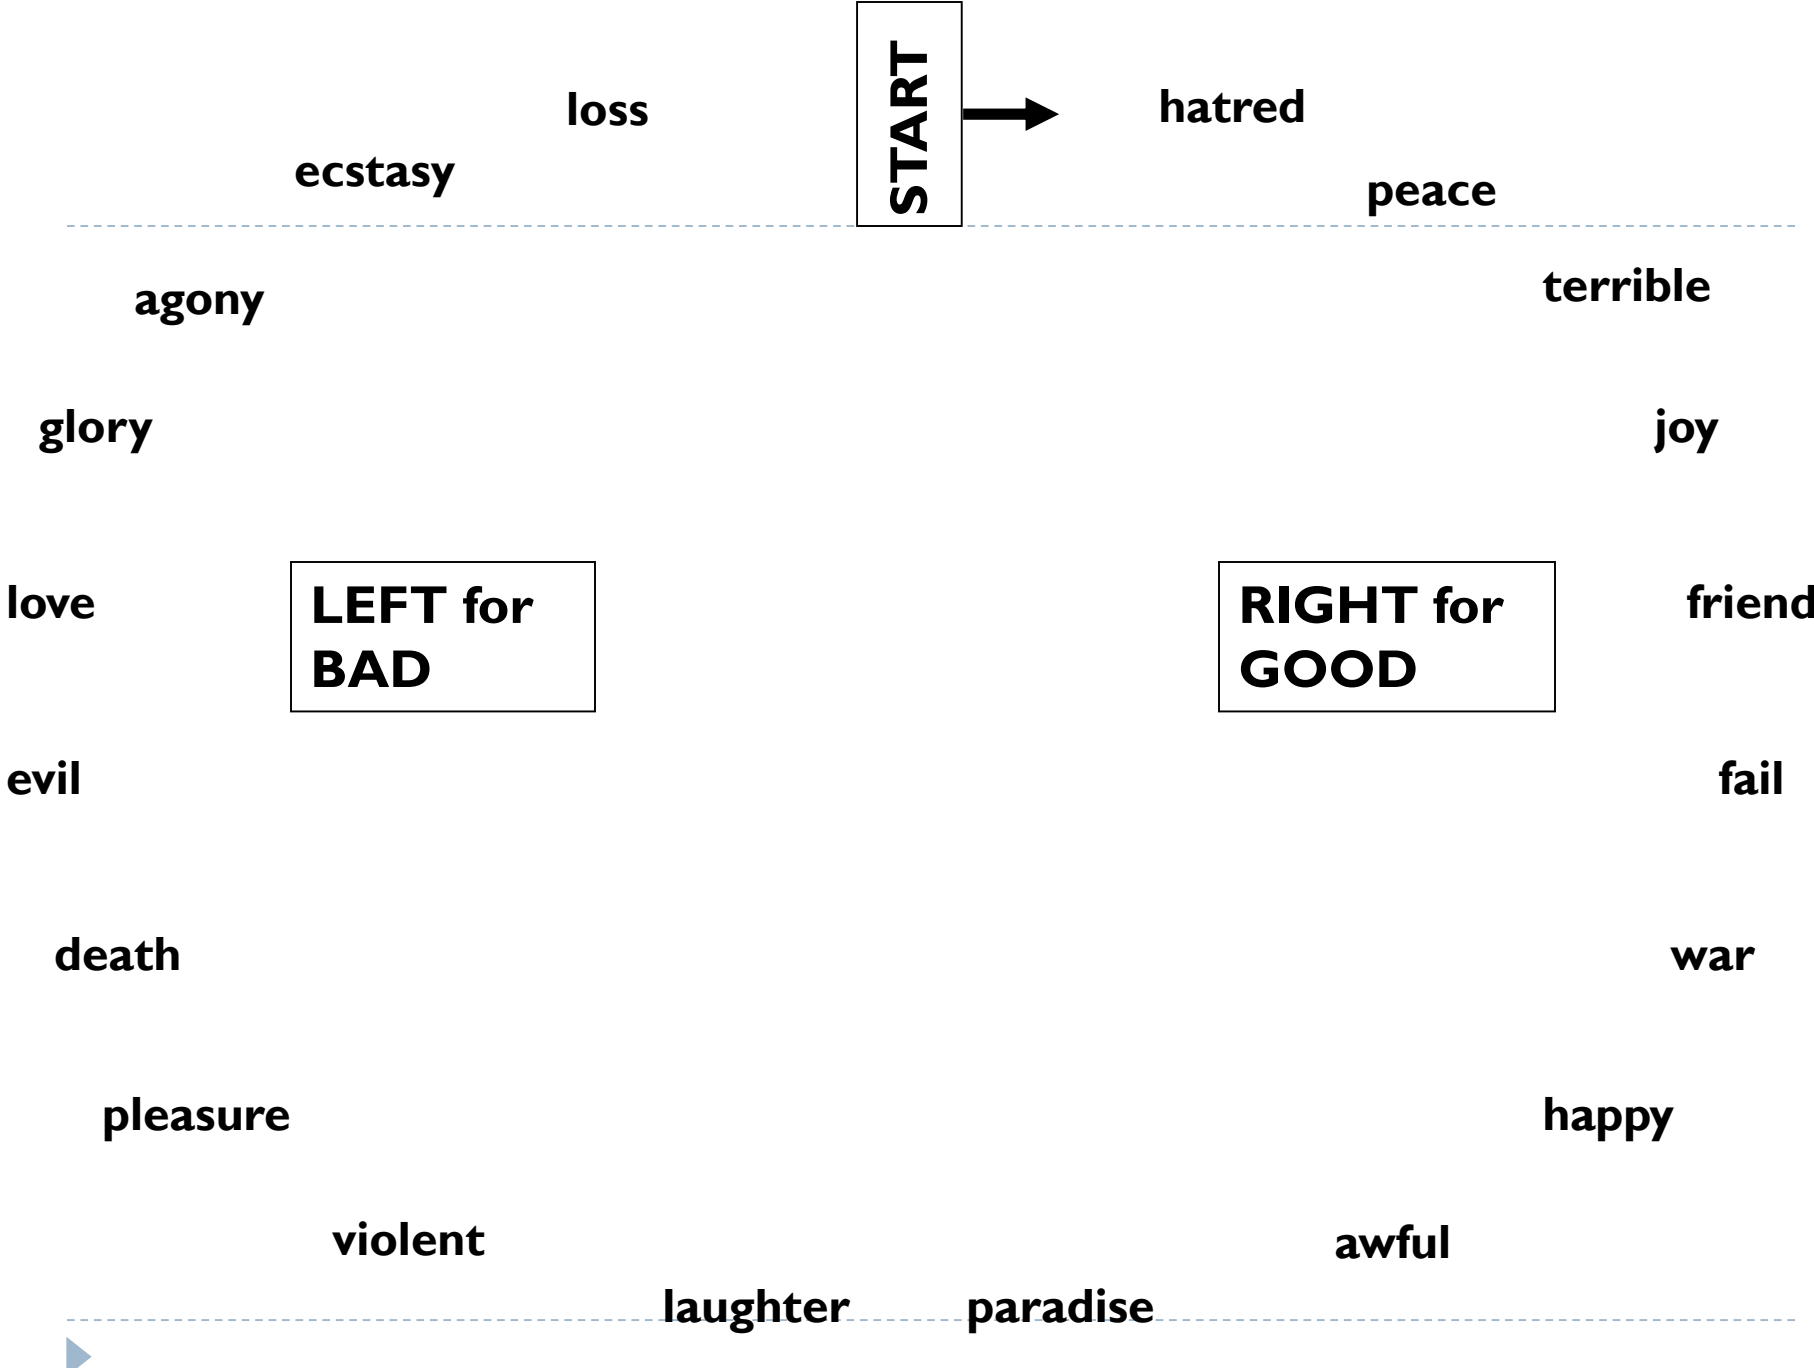 START
loss
hatred
ecstasy
peace
agony
terrible
glory
joy
love
LEFT for
BAD
RIGHT for
GOOD
friend
evil
fail
death
war
pleasure
happy
violent
awful
laughter
paradise